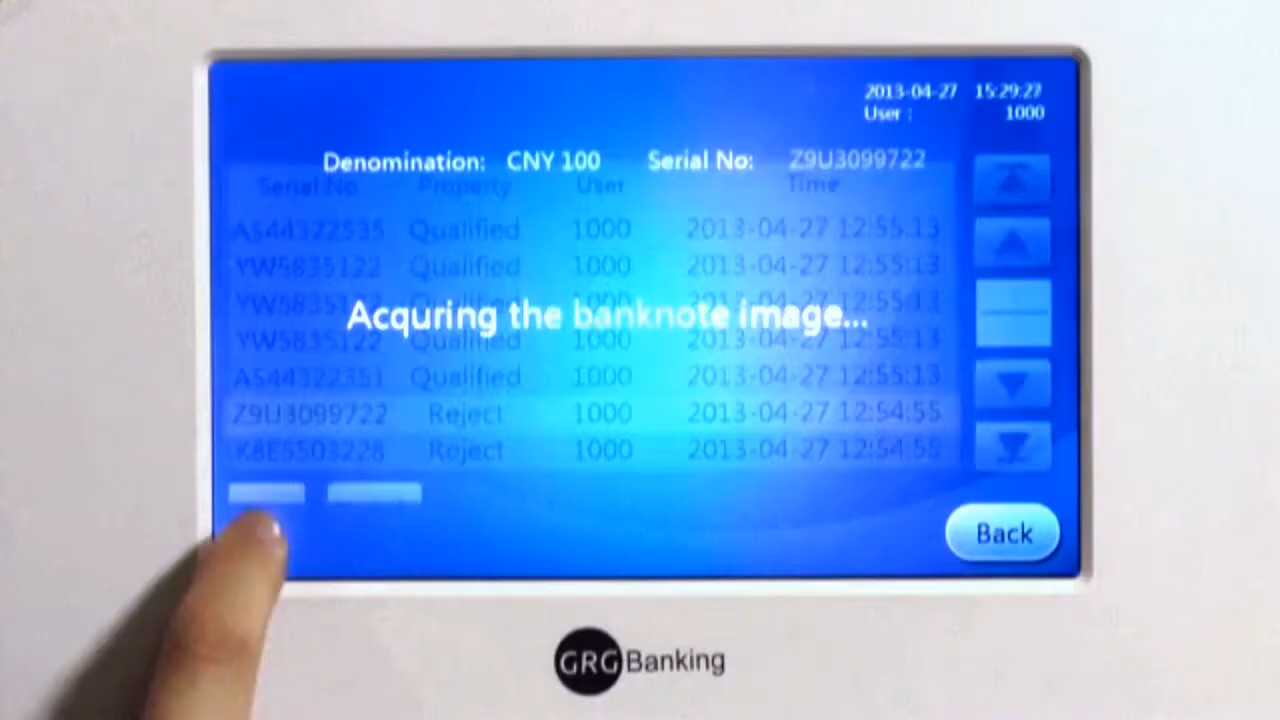 2013-04-27 15:29:27
User : 1000
Denomination: CNY 100 Serial No: Z9U3099722
Serial No Property User Time
AS44322535 Qualified 1000 2013-04-27 12:55:13
YW5835122 Qualified 1000 2013-04-27 12:55:13
YW5835122 Qualified 1000 2013-04-27 12:55:13
Acquring the banknote image...
YW5835122 Qualified 1000 2013-04-27 12:55:13
AS44322351 Qualified 1000 2013-04-27 12:55:13
Z9U3099722 Reject 1000 2013-04-27 12:54:55
K8E5503228 Reject 1000 2013-04-27 12:54:55
Back
GRG Banking